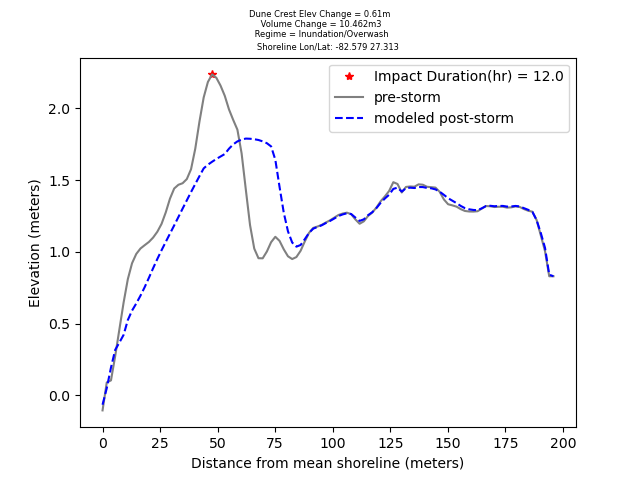 Dune Crest Elev Change = 0.61m
Volume Change = 10.462m3
Regime = Inundation/Overwash
Shoreline Lon/Lat: -82.579 27.313
Impact Duration(hr) = 12.0
pre-storm
modeled post-storm
Elevation (meters)
2.0
1.5
1.0
0.5
0.0
0 25 50 75 100 125 150 175 200
Distance from mean shoreline (meters)